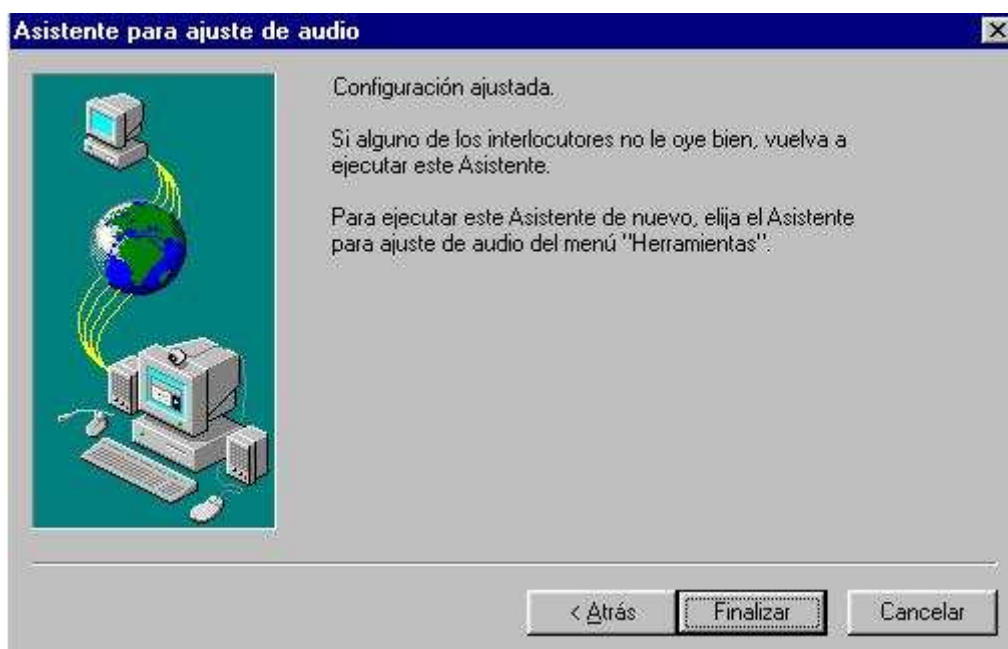 Asistente para ajuste de audio
Configuración ajustada.
Si alguno de los interlocutores no le oye bien, vuelva a
ejecutar este Asistente.
Para ejecutar este Asistente de nuevo, elija el Asistente
para ajuste de audio del menú "Herramientas".
< Atrás
Finalizar
Cancelar